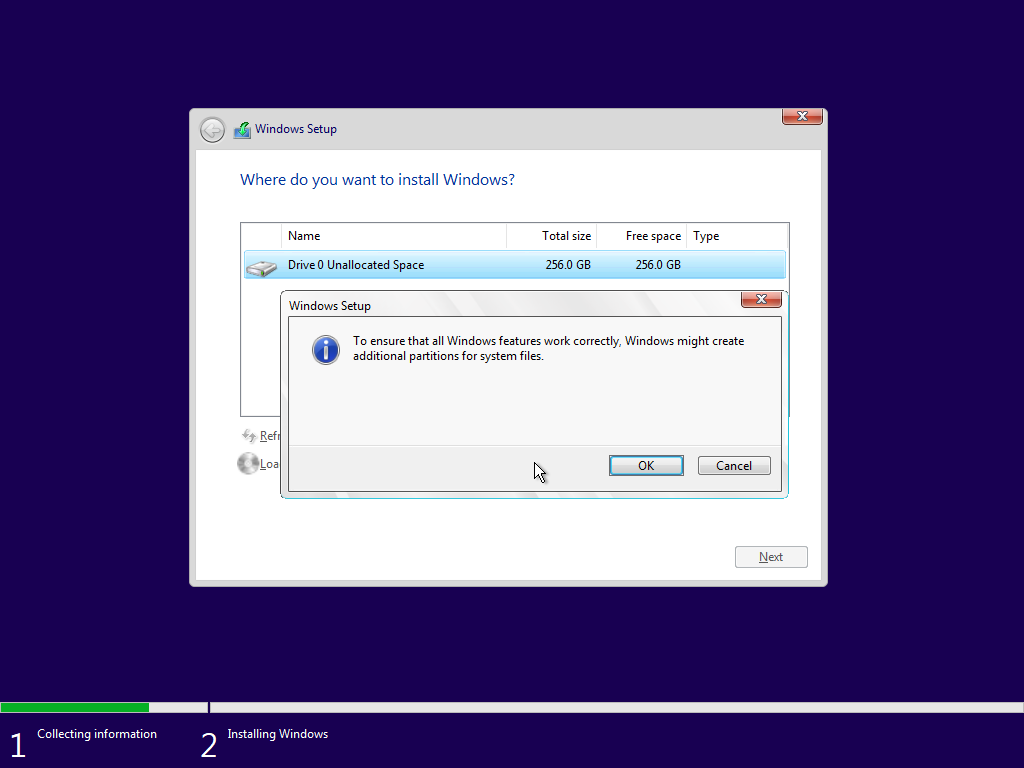 Windows Setup
Where do you want to install Windows?
Name Total size Free space Type
Drive 0 Unallocated Space 256.0 GB 256.0 GB
Windows Setup
To ensure that all Windows features work correctly, Windows might create
additional partitions for system files.
Refr
Loa
OK Cancel
Next
Collecting information
1
Installing Windows
2